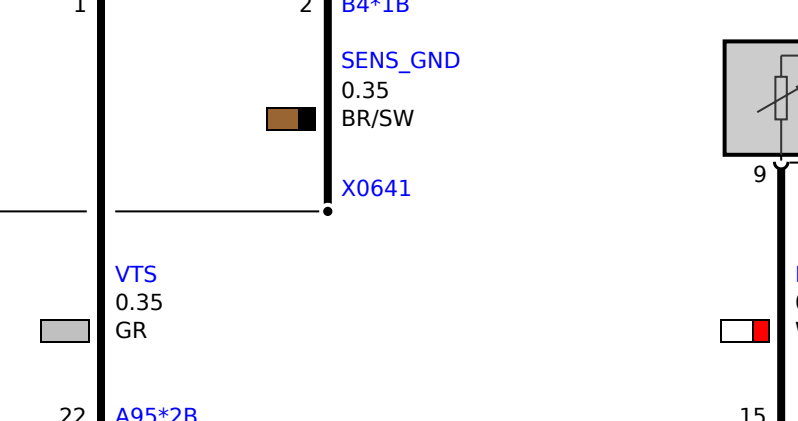 1
2 B4*1B
SENS_GND
0.35
BR/SW
9
X0641
VTS
0.35
GR
22 A95*2B
15